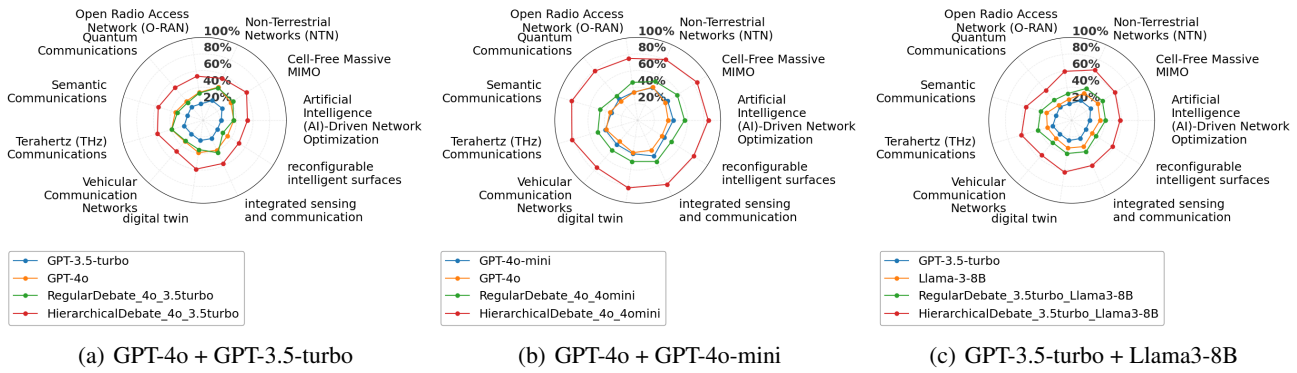 Open Radio Access
Network (O-RAN)
Quantum
Communications
Semantic
Communications
Terahertz (THz)
Communications
Vehicular
Communication
Networks
digital twin
100%
80%
60%
40%
20%
Non-Terrestrial
Networks (NTN)
Cell-Free Massive
MIMO
Artificial
Intelligence
(AI)-Driven Network
Optimization
reconfigurable
intelligent surfaces
integrated sensing
and communication
GPT-3.5-turbo
GPT-4o
RegularDebate_4o_3.5turbo
HierarchicalDebate_4o_3.5turbo
(a) GPT-4o + GPT-3.5-turbo
Open Radio Access
Network (O-RAN)
Quantum
Communications
Semantic
Communications
Terahertz (THz)
Communications
Vehicular
Communication
Networks
digital twin
100%
80%
60%
40%
20%
Non-Terrestrial
Networks (NTN)
Cell-Free Massive
MIMO
Artificial
Intelligence
(AI)-Driven Network
Optimization
reconfigurable
intelligent surfaces
integrated sensing
and communication
GPT-4o-mini
GPT-4o
RegularDebate_4o_4omini
HierarchicalDebate_4o_4omini
(b) GPT-4o + GPT-4o-mini
Open Radio Access
Network (O-RAN)
Quantum
Communications
Semantic
Communications
Terahertz (THz)
Communications
Vehicular
Communication
Networks
digital twin
100%
80%
60%
40%
20%
Non-Terrestrial
Networks (NTN)
Cell-Free Massive
MIMO
Artificial
Intelligence
(AI)-Driven Network
Optimization
reconfigurable
intelligent surfaces
integrated sensing
and communication
GPT-3.5-turbo
Llama-3-8B
RegularDebate_3.5turbo_Llama3-8B
HierarchicalDebate_3.5turbo_Llama3-8B
(c) GPT-3.5-turbo + Llama3-8B